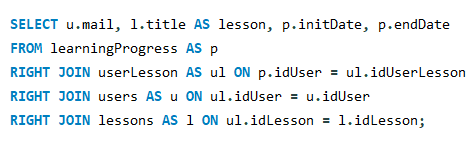 SELECT u.mail, l.title AS lesson, p.initDate, p.endDate
FROM learningProgress AS p
RIGHT JOIN userLesson AS ul ON p.idUser = ul.idUserLesson
RIGHT JOIN users AS u ON ul.idUser = u.idUser
RIGHT JOIN lessons AS l ON ul.idLesson = l.idLesson;